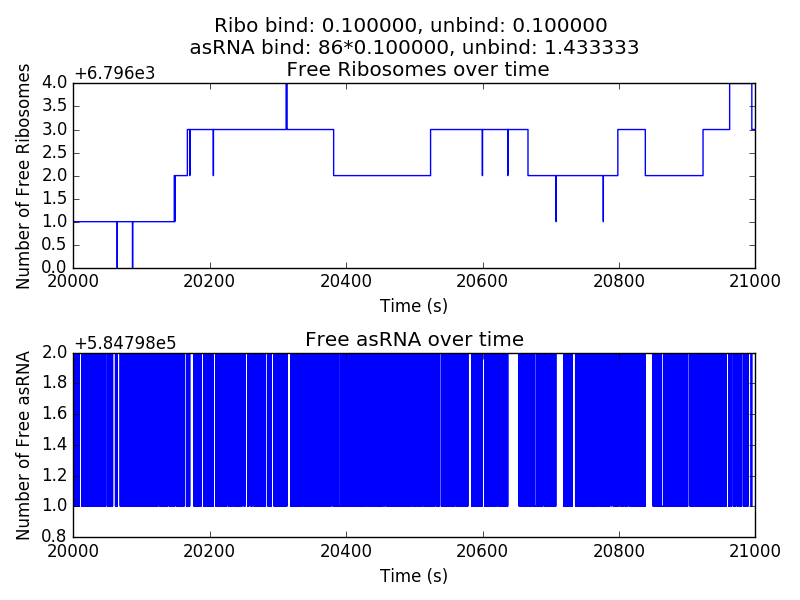 Ribo bind: 0.100000, unbind: 0.100000
asRNA bind: 86*0.100000, unbind: 1.433333
Free Ribosomes over time
+6.796e3
4.0
3.5
3.0
2.5
2.0
1.5
1.0
0.5
0.0
Number of Free Ribosomes
20000 20200 20400 20600 20800 21000
Time (s)
Free asRNA over time
+5.84798e5
2.0
1.8
1.6
1.4
1.2
1.0
0.8
Number of Free asRNA
20000 20200 20400 20600 20800 21000
Time (s)